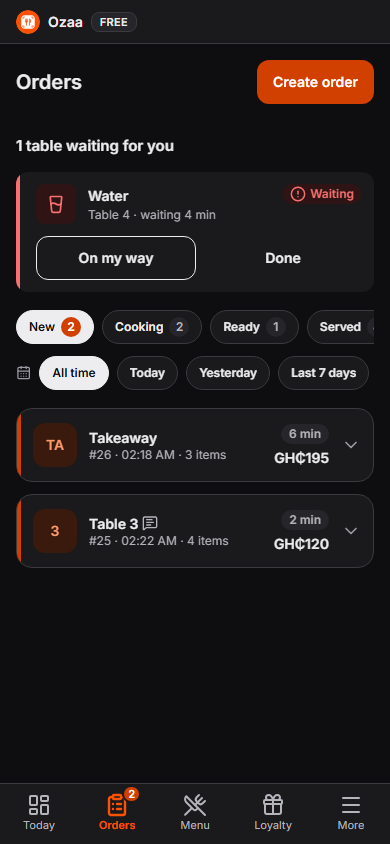 Ozaa FREE
Orders
Create order
1 table waiting for you
Water
Waiting
Table 4 · waiting 4 min
On my way
Done
New 2
Cooking 2
Ready 1
Served
All time
Today
Yesterday
Last 7 days
TA
Takeaway
#26 · 02:18 AM · 3 items
6 min
GH₵195
3
Table 3
#25 · 02:22 AM · 4 items
2 min
GH₵120
2
Today
Orders
Menu
Loyalty
More